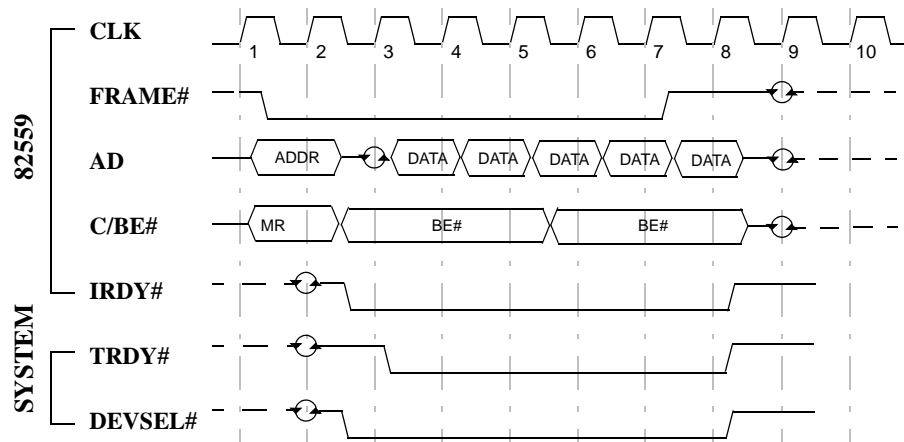 CLK
1 2 3 4 5 6 7 8 9 10
FRAME#
82559
AD
ADDR DATA DATA DATA DATA DATA
C/BE#
MR BE# BE#
IRDY#
SYSTEM
TRDY#
DEVSEL#